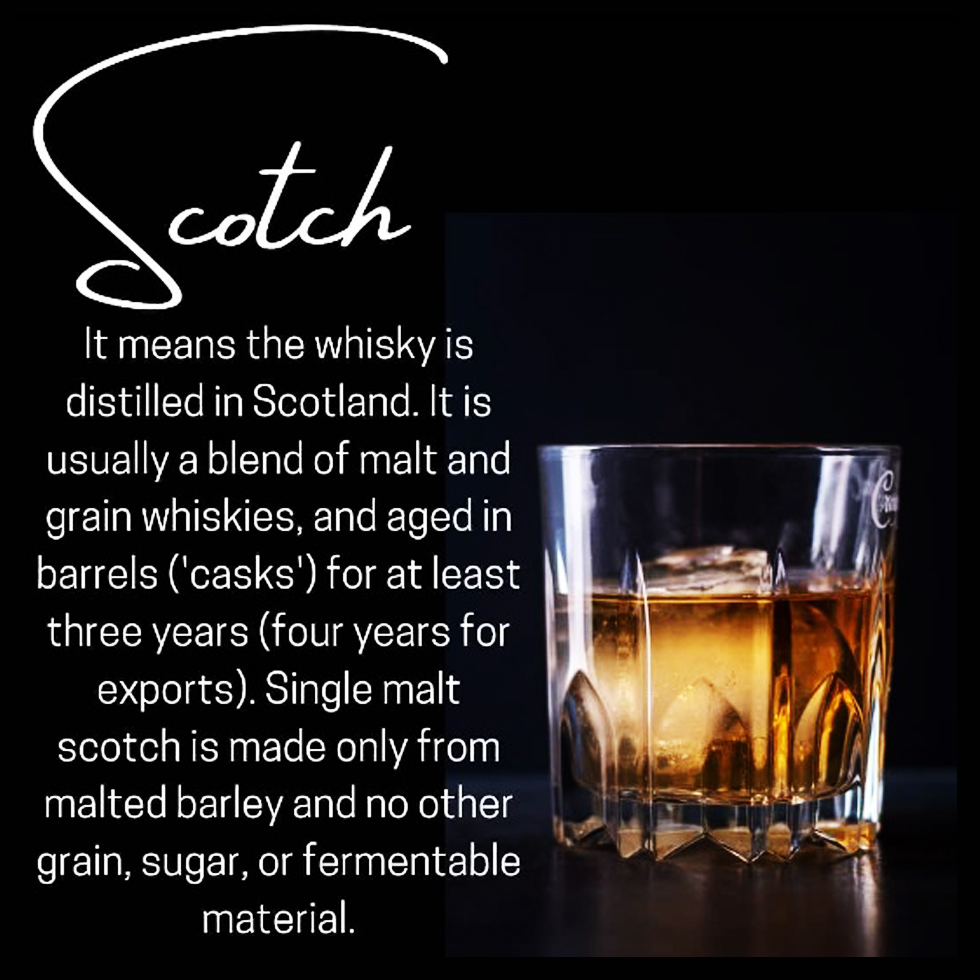 Scotch
It means the whisky is
distilled in Scotland. It is
usually a blend of malt and
grain whiskies, and aged in
barrels ('casks') for at least
three years (four years for
exports). Single malt
scotch is made only from
malted barley and no other
grain, sugar, or fermentable
material.